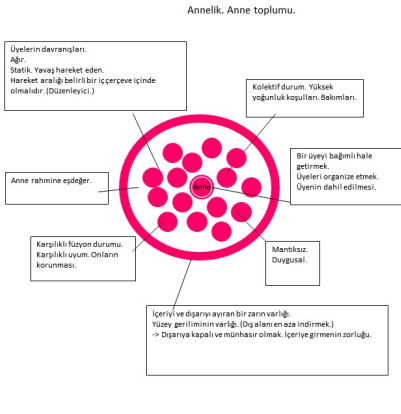 Annelik. Anne toplumu.
Üyelerin davranışları.
Ağır.
Statik. Yavaş hareket eden.
Hareket aralığı belirli bir iç çerçeve içinde
olmalıdır. (Düzenleyici.)
Kolektif durum. Yüksek
yoğunluk koşulları. Bakımları.
Bir üyeyi bağımlı hale
getirmek.
Üyeleri organize etmek.
Üyenin dahil edilmesi.
Anne rahmine eşdeğer.
Anne
Karşılıklı füzyon durumu.
Karşılıklı uyum. Onların
korunması.
Mantıksız.
Duygusal.
İçeriyi ve dışarıyı ayıran bir zarın varlığı.
Yüzey geriliminin varlığı. (Dış alanı en aza indirmek.)
-> Dışarıya kapalı ve münhasır olmak. İçeriye girmenin zorluğu.